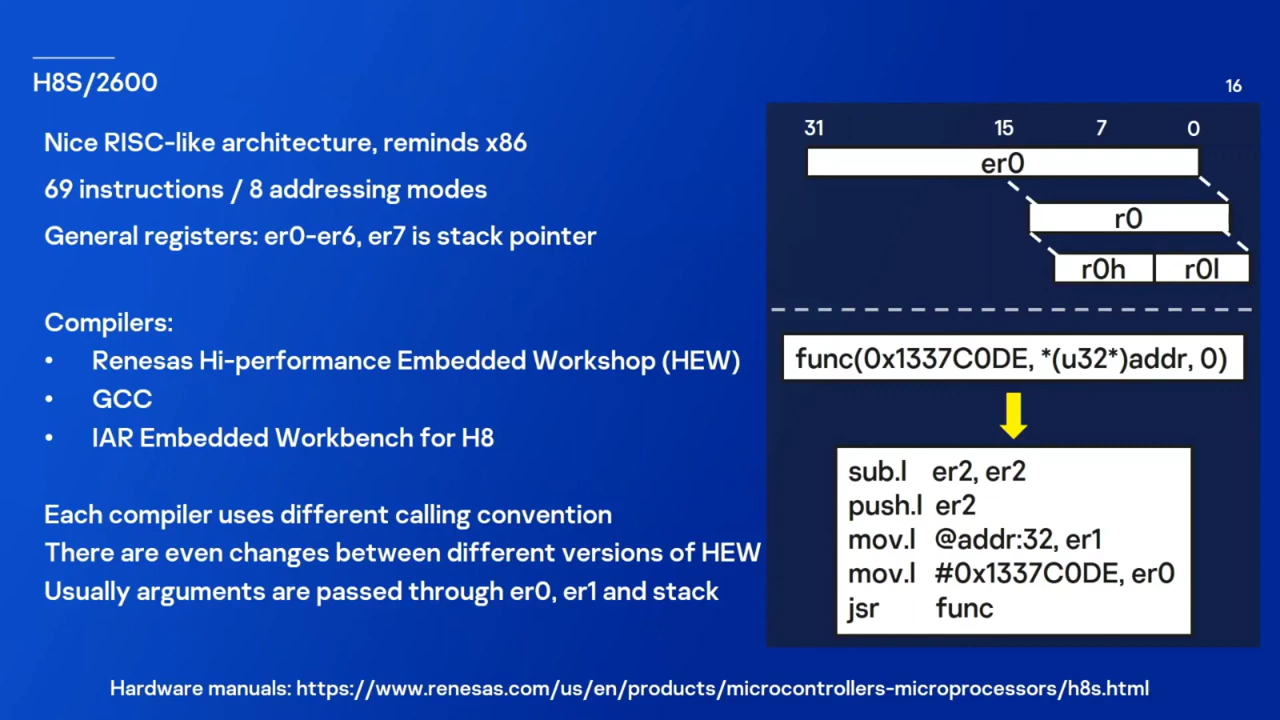 H8S/2600
16
Nice RISC-like architecture, reminds x86
69 instructions / 8 addressing modes
General registers: er0-er6, er7 is stack pointer
Compilers:
• Renesas Hi-performance Embedded Workshop (HEW)
• GCC
• IAR Embedded Workbench for H8
Each compiler uses different calling convention
There are even changes between different versions of HEW
Usually arguments are passed through er0, er1 and stack
31 15 7 0
er0
r0
r0h r0l
func(0x1337C0DE, *(u32*)addr, 0)
sub.l er2, er2
push.l er2
mov.l @addr:32, er1
mov.l #0x1337C0DE, er0
jsr func
Hardware manuals: https://www.renesas.com/us/en/products/microcontrollers-microprocessors/h8s.html